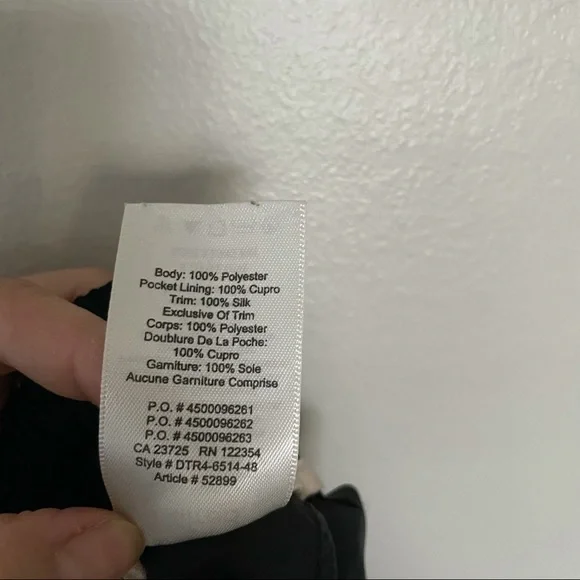 Body: 100% Polyester
Pocket Lining: 100% Cupro
Trim: 100% Silk
Exclusive Of Trim
Corps: 100% Polyester
Doublure De La Poche:
100% Cupro
Garniture: 100% Soie
Aucune Garniture Comprise
P.O. # 4500096261
P.O. # 4500096262
P.O. # 4500096263
CA 23725 RN 122354
Style # DTR4-6514-48
Article # 52899